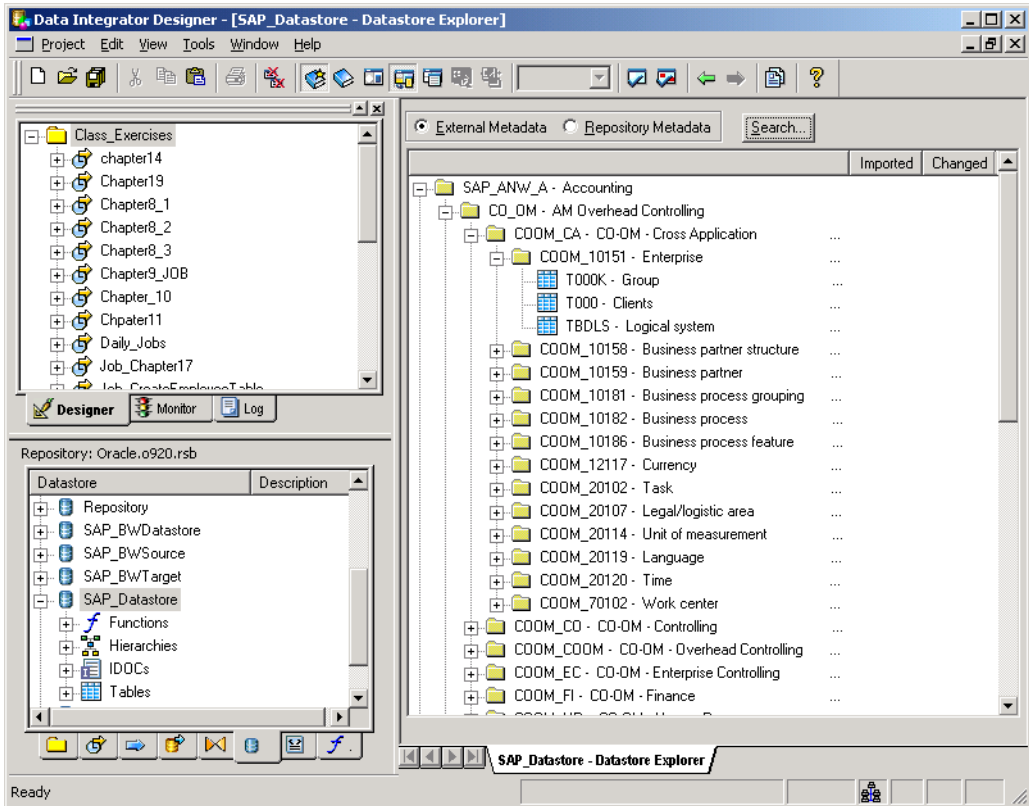 Data Integrator Designer - [SAP_Datastore - Datastore Explorer]
Project Edit View Tools Window Help
Class_Exercises
chapter14
Chapter19
Chapter8_1
Chapter8_2
Chapter8_3
Chapter9_JOB
Chapter_10
Chpater11
Daily_Jobs
Job_Chapter17
Job_CreateEmployeeTable
Designer Monitor Log
Repository: Oracle.o920.rsb
Datastore Description
Repository
SAP_BWDatastore
SAP_BWSource
SAP_BWTarget
SAP_Datastore
Functions
Hierarchies
IDOCs
Tables
External Metadata Repository Metadata Search...
Imported Changed
SAP_ANW_A - Accounting
CO_OM - AM Overhead Controlling
COOM_CA - CO-OM - Cross Application ...
COOM_10151 - Enterprise ...
T000K - Group ...
T000 - Clients ...
TBDLS - Logical system ...
COOM_10158 - Business partner structure ...
COOM_10159 - Business partner ...
COOM_10181 - Business process grouping ...
COOM_10182 - Business process ...
COOM_10186 - Business process feature ...
COOM_12117 - Currency ...
COOM_20102 - Task ...
COOM_20107 - Legal/logistic area ...
COOM_20114 - Unit of measurement ...
COOM_20119 - Language ...
COOM_20120 - Time ...
COOM_70102 - Work center ...
COOM_CO - CO-OM - Controlling ...
COOM_COOM - CO-OM - Overhead Controlling ...
COOM_EC - CO-OM - Enterprise Controlling ...
COOM_FI - CO-OM - Finance ...
SAP_Datastore - Datastore Explorer
Ready